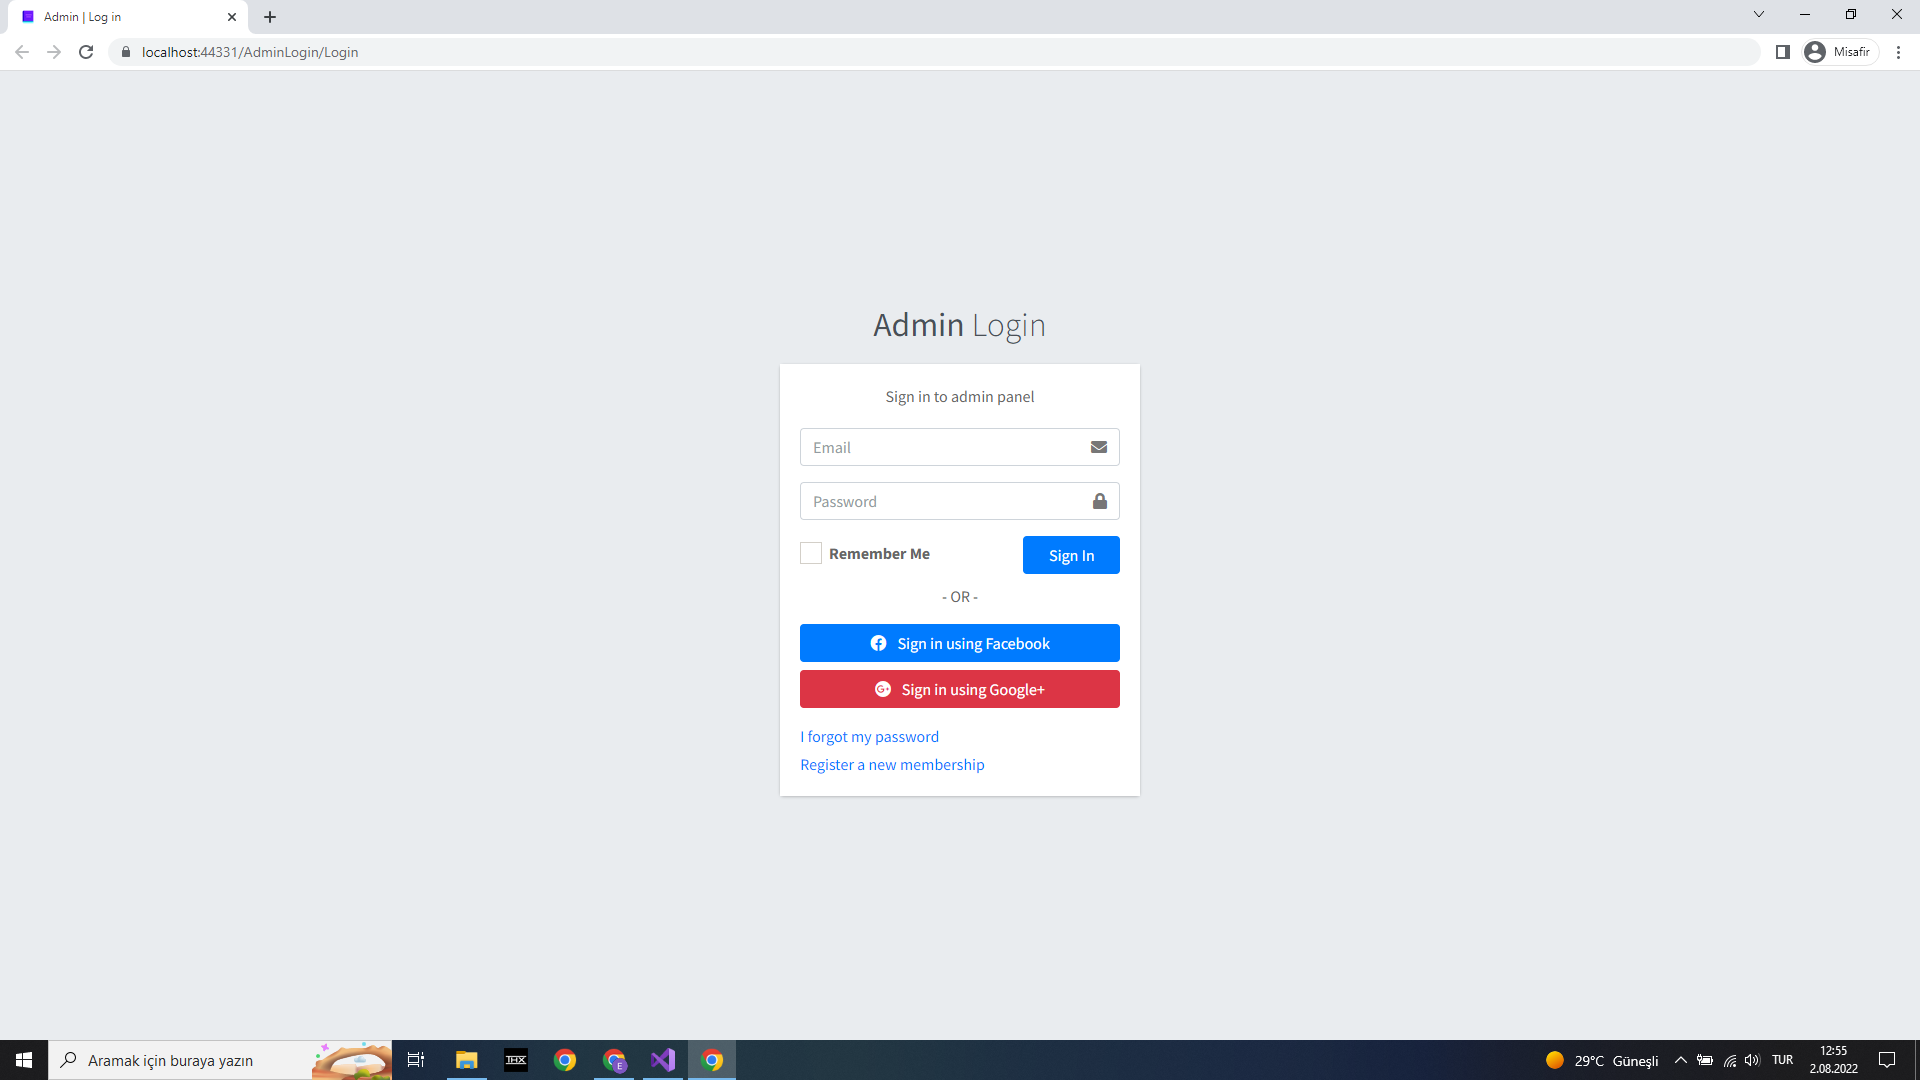 Admin | Log in
localhost:44331/AdminLogin/Login
Misafir
Admin Login
Sign in to admin panel
Email
Password
Remember Me
Sign In
- OR -
Sign in using Facebook
Sign in using Google+
I forgot my password
Register a new membership
Aramak için buraya yazın
THX
E
29°C Güneşli
TUR
12:55
2.08.2022